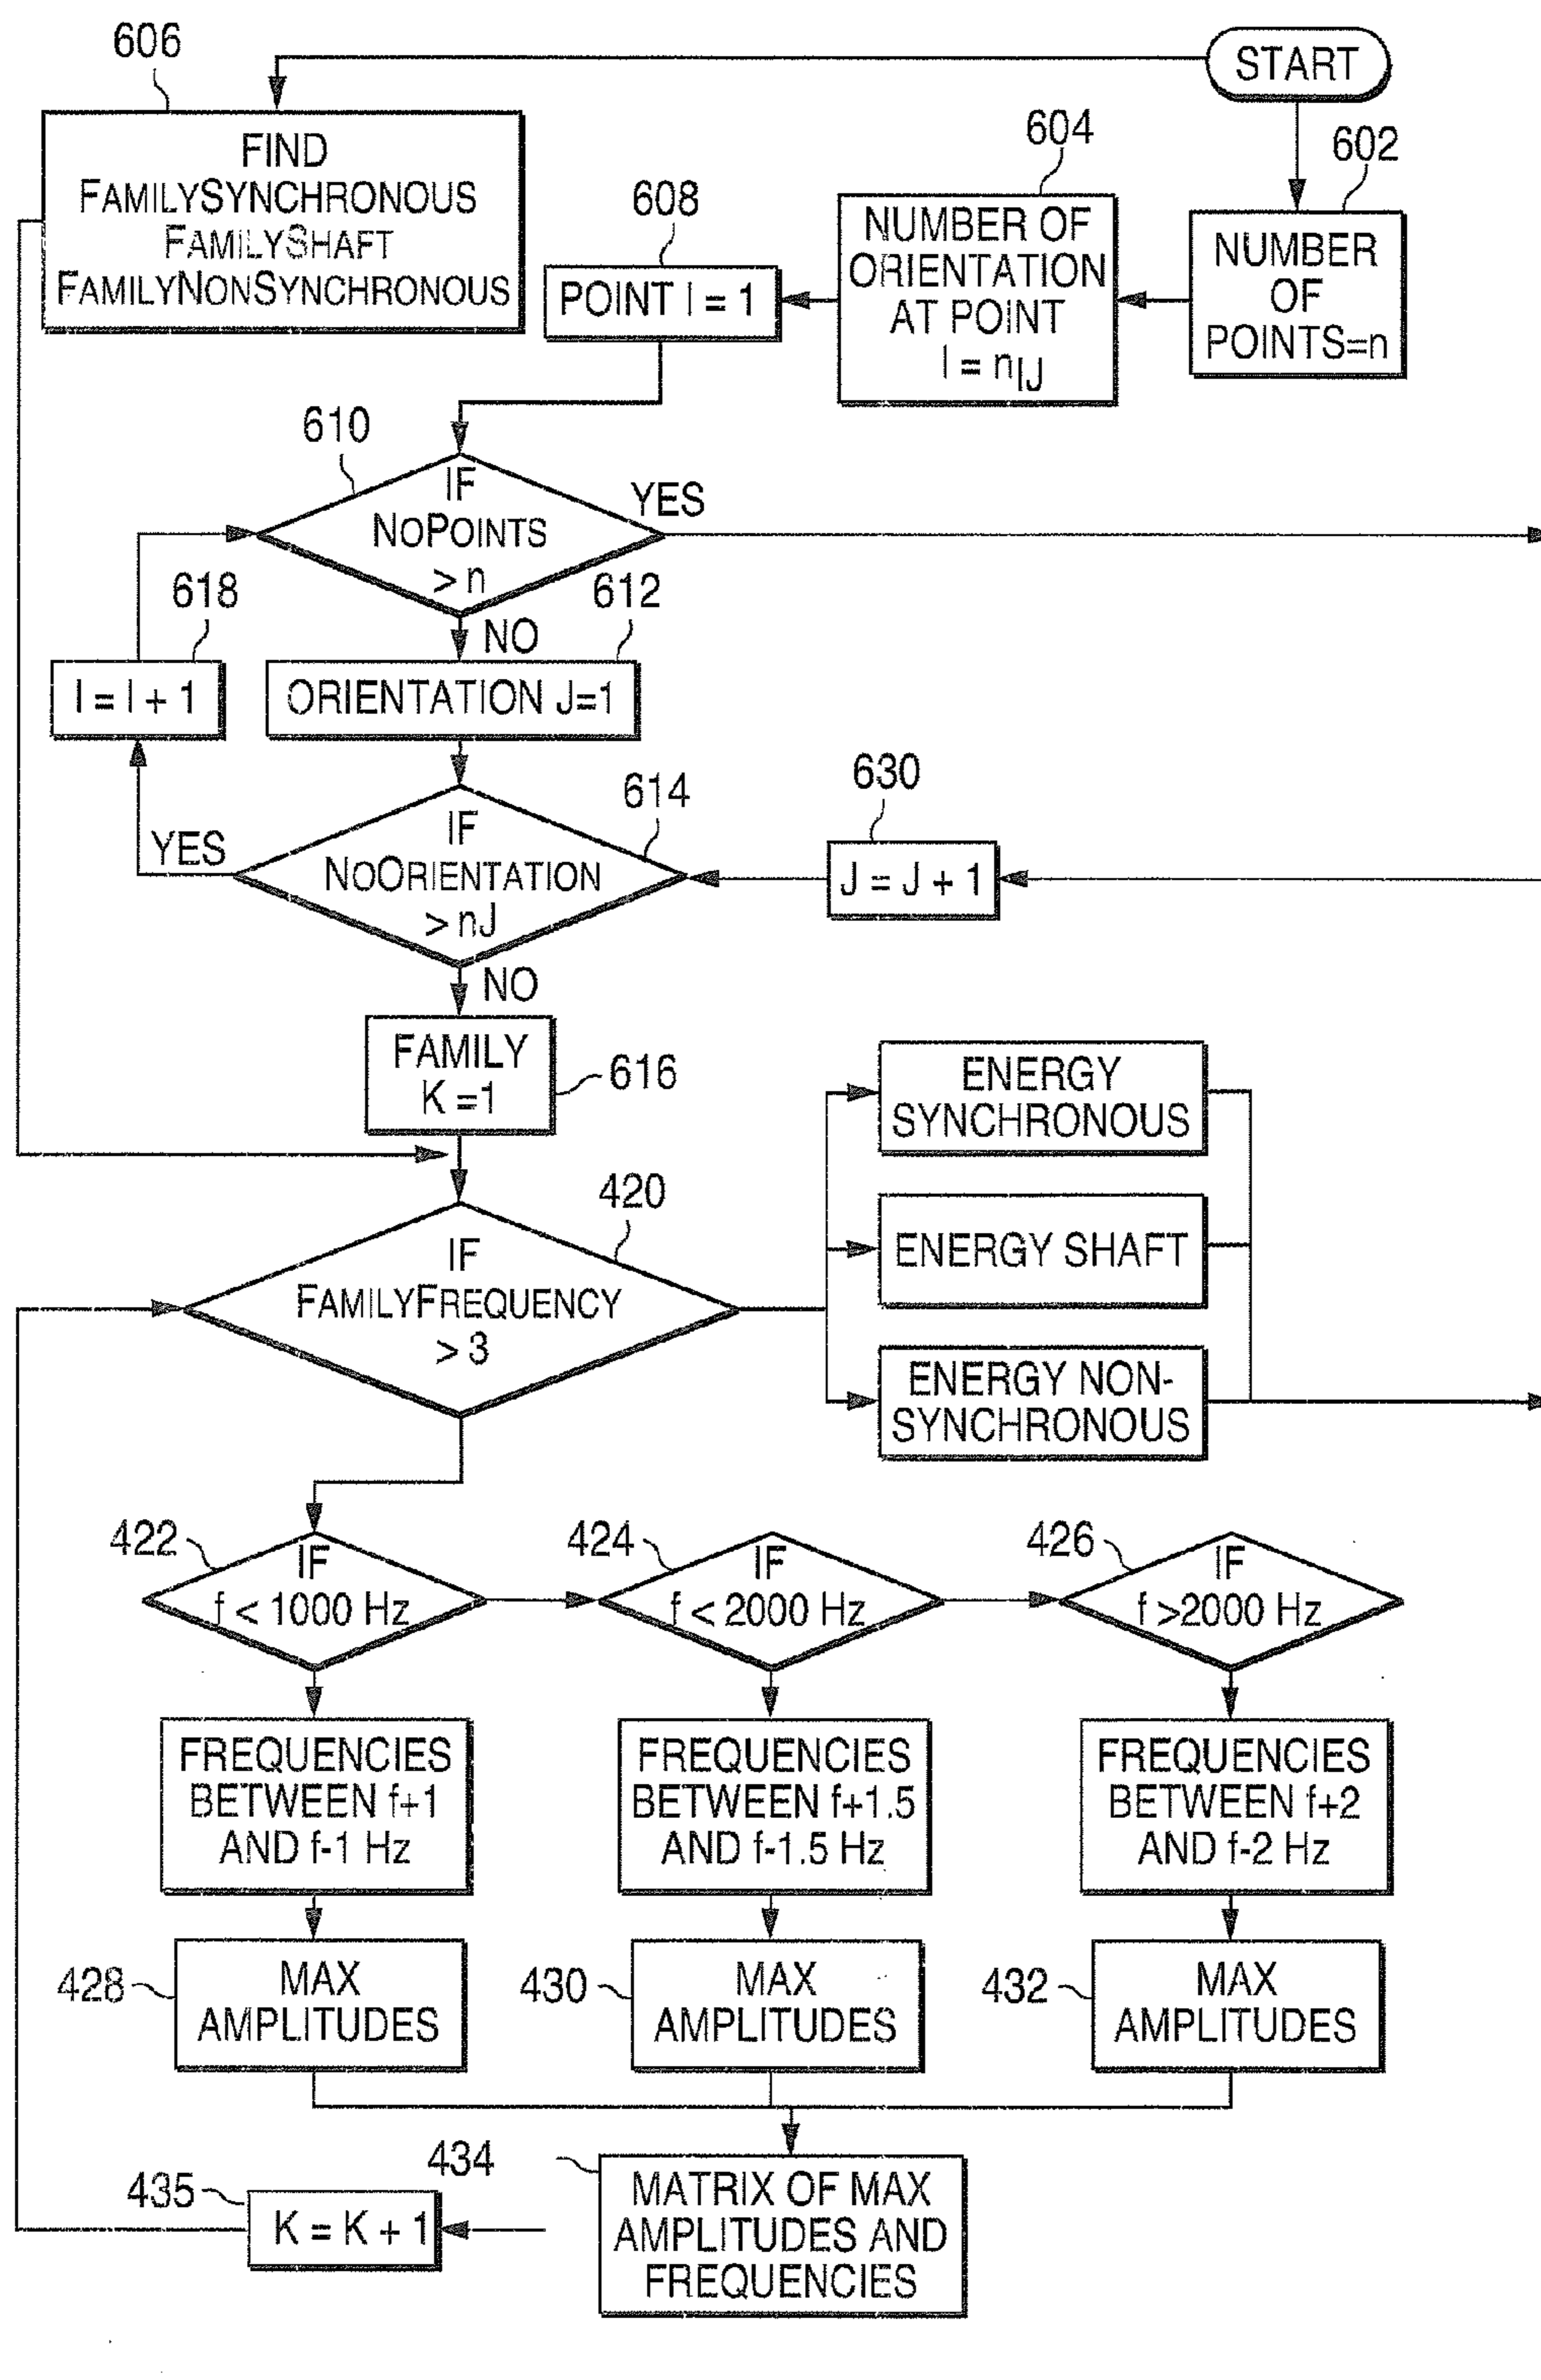 606
START
604
602
FIND
FAMILYSYNCHRONOUS
FAMILYSHAFT
FAMILYNONSYNCHRONOUS
608
NUMBER OF
ORIENTATION
AT POINT
I = nIJ
NUMBER
OF
POINTS=n
POINT I = 1
610
IF
NOPOINTS
> n
YES
618
612
NO
I = I + 1
ORIENTATION J=1
630
614
YES
IF
NOORIENTATION
> nJ
J = J + 1
NO
FAMILY
K =1
616
ENERGY
SYNCHRONOUS
420
IF
FAMILYFREQUENCY
> 3
ENERGY SHAFT
ENERGY NON-
SYNCHRONOUS
422
IF
f < 1000 Hz
424
IF
f < 2000 Hz
426
IF
f >2000 Hz
FREQUENCIES
BETWEEN f+1
AND f-1 Hz
FREQUENCIES
BETWEEN f+1.5
AND f-1.5 Hz
FREQUENCIES
BETWEEN f+2
AND f-2 Hz
428
MAX
AMPLITUDES
430
MAX
AMPLITUDES
432
MAX
AMPLITUDES
434
435
K = K + 1
MATRIX OF MAX
AMPLITUDES AND
FREQUENCIES